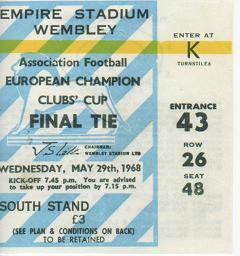 EMPIRE STADIUM
WEMBLEY
Association Football
EUROPEAN CHAMPION
CLUBS' CUP
FINAL TIE
CHAIRMAN:
WEMBLEY STADIUM LTD
WEDNESDAY, MAY 29th, 1968
KICK-OFF 7.45 p.m. You are advised
to take up your position by 7.15 p.m.
SOUTH STAND
£3
(SEE PLAN & CONDITIONS ON BACK)
TO BE RETAINED
ENTER AT
K
TURNSTILES
ENTRANCE
43
ROW
26
SEAT
48